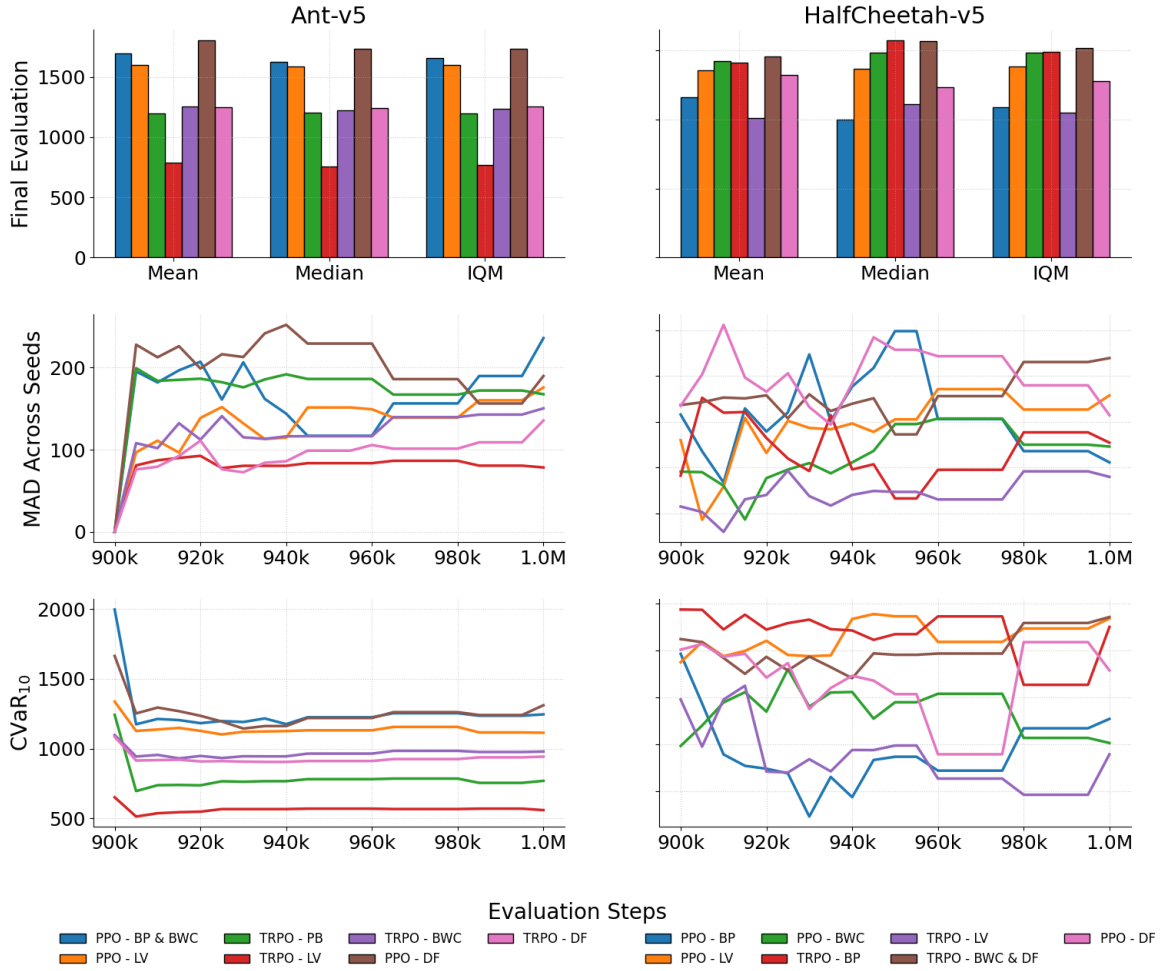 Ant-v5
HalfCheetah-v5
Final Evaluation
1500
1000
500
0
Mean Median IQM
Mean Median IQM
MAD Across Seeds
200
100
0
900k 920k 940k 960k 980k 1.0M
900k 920k 940k 960k 980k 1.0M
CVaR10
2000
1500
1000
500
900k 920k 940k 960k 980k 1.0M
900k 920k 940k 960k 980k 1.0M
Evaluation Steps
PPO - BP & BWC TRPO - PB TRPO - BWC TRPO - DF
PPO - LV TRPO - LV PPO - DF
PPO - BP PPO - BWC TRPO - LV PPO - DF
PPO - LV TRPO - BP TRPO - BWC & DF